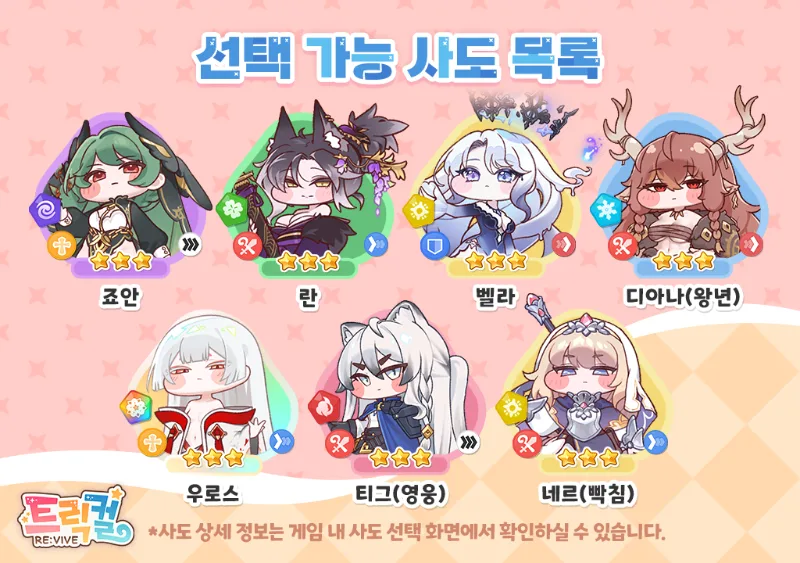 선택 가능 사도 목록
죠안
란
벨라
디아나(왕년)
우로스
티그(영웅)
네르(빡침)
트릭컬
RE:VIVE
*사도 상세 정보는 게임 내 사도 선택 화면에서 확인하실 수 있습니다.